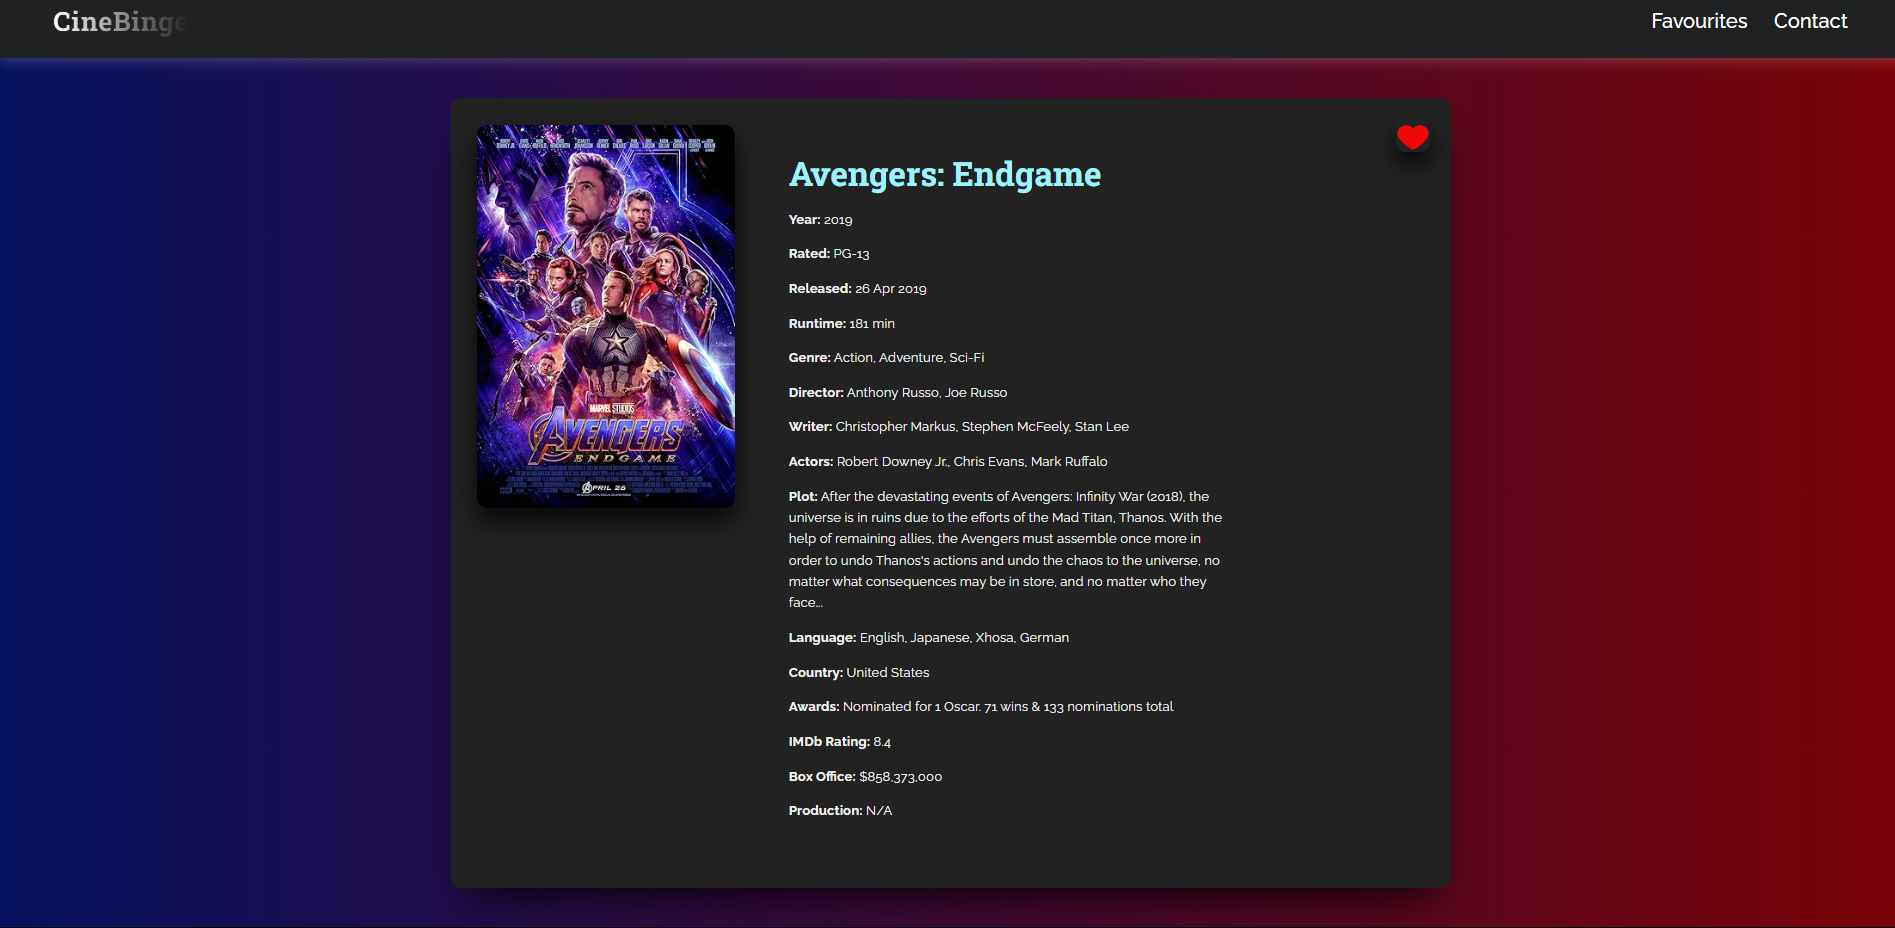 CineBinge
Favourites Contact
Avengers: Endgame
Year: 2019
Rated: PG-13
Released: 26 Apr 2019
Runtime: 181 min
Genre: Action, Adventure, Sci-Fi
Director: Anthony Russo, Joe Russo
Writer: Christopher Markus, Stephen McFeely, Stan Lee
Actors: Robert Downey Jr., Chris Evans, Mark Ruffalo
Plot: After the devastating events of Avengers: Infinity War (2018), the
universe is in ruins due to the efforts of the Mad Titan, Thanos. With the
help of remaining allies, the Avengers must assemble once more in
order to undo Thanos's actions and undo the chaos to the universe, no
matter what consequences may be in store, and no matter who they
face...
Language: English, Japanese, Xhosa, German
Country: United States
Awards: Nominated for 1 Oscar. 71 wins & 133 nominations total
IMDb Rating: 8.4
Box Office: $858,373,000
Production: N/A
MARVEL STUDIOS
AVENGERS
ENDGAME
APRIL 26